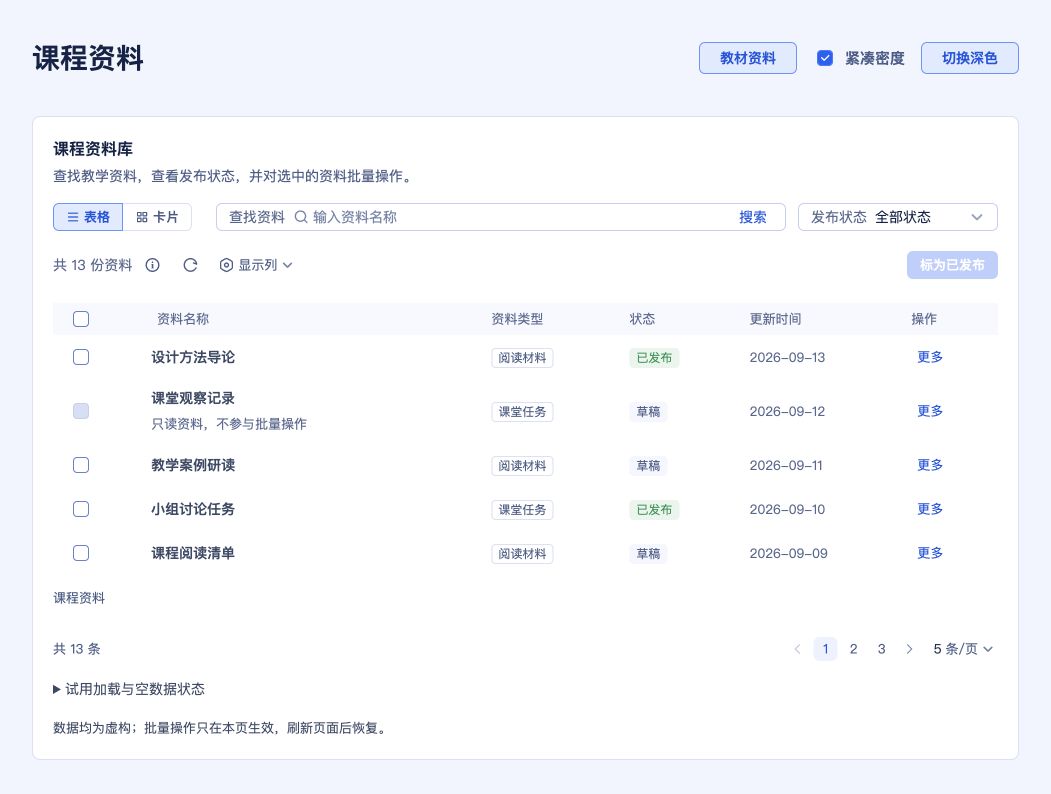 课程资料
教材资料
紧凑密度
切换深色
课程资料库
查找教学资料，查看发布状态，并对选中的资料批量操作。
表格 卡片 查找资料 输入资料名称 搜索 发布状态 全部状态
共 13 份资料 显示列 标为已发布
资料名称 资料类型 状态 更新时间 操作
设计方法导论 阅读材料 已发布 2026-09-13 更多
课堂观察记录 课堂任务 草稿 2026-09-12 更多
只读资料，不参与批量操作
教学案例研读 阅读材料 草稿 2026-09-11 更多
小组讨论任务 课堂任务 已发布 2026-09-10 更多
课程阅读清单 阅读材料 草稿 2026-09-09 更多
课程资料
共 13 条 1 2 3 5 条/页
试用加载与空数据状态
数据均为虚构；批量操作只在本页生效，刷新页面后恢复。